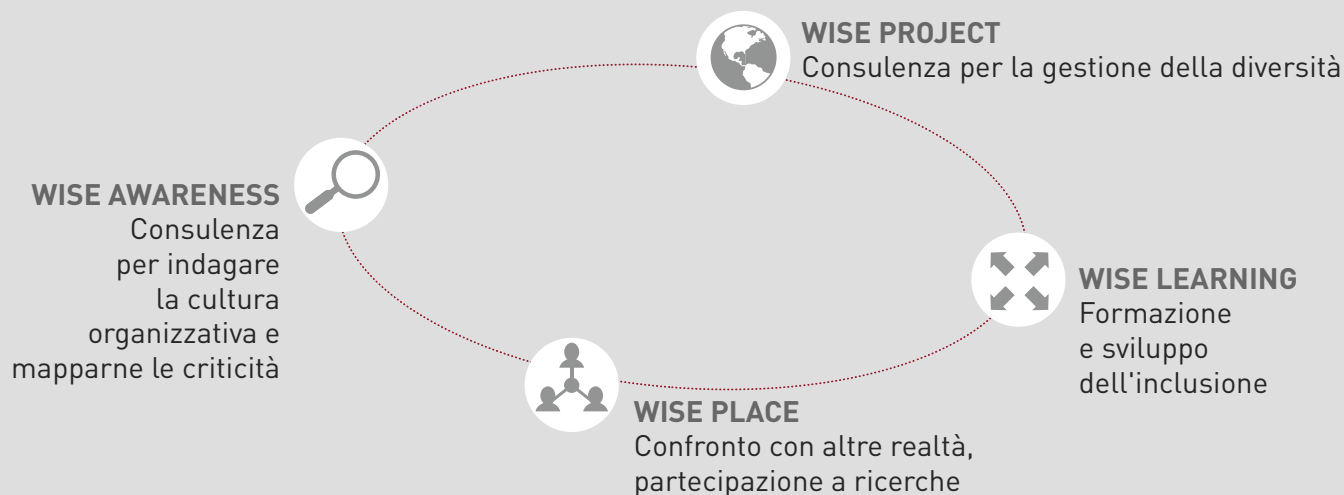 WISE PROJECT
Consulenza per la gestione della diversità
WISE AWARENESS
Consulenza
per indagare
la cultura
organizzativa e
mapparne le criticità
WISE LEARNING
Formazione
e sviluppo
dell'inclusione
WISE PLACE
Confronto con altre realtà,
partecipazione a ricerche